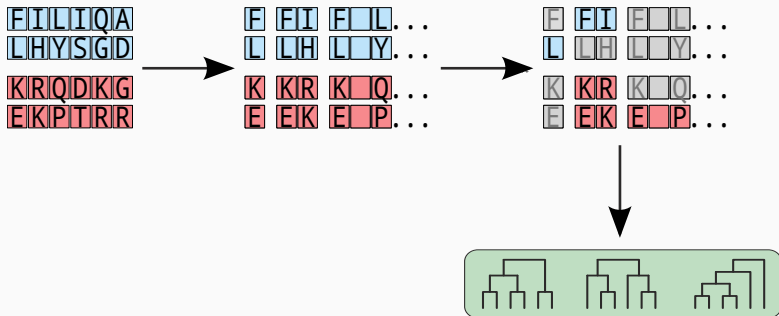 FILIQA F FI F L... F FI F L...
LHYSGD L LH L Y... L LH F Y...
KRQDKG K KR K Q... K KR K Q...
EKPTRR E EK E P... E EK E P...